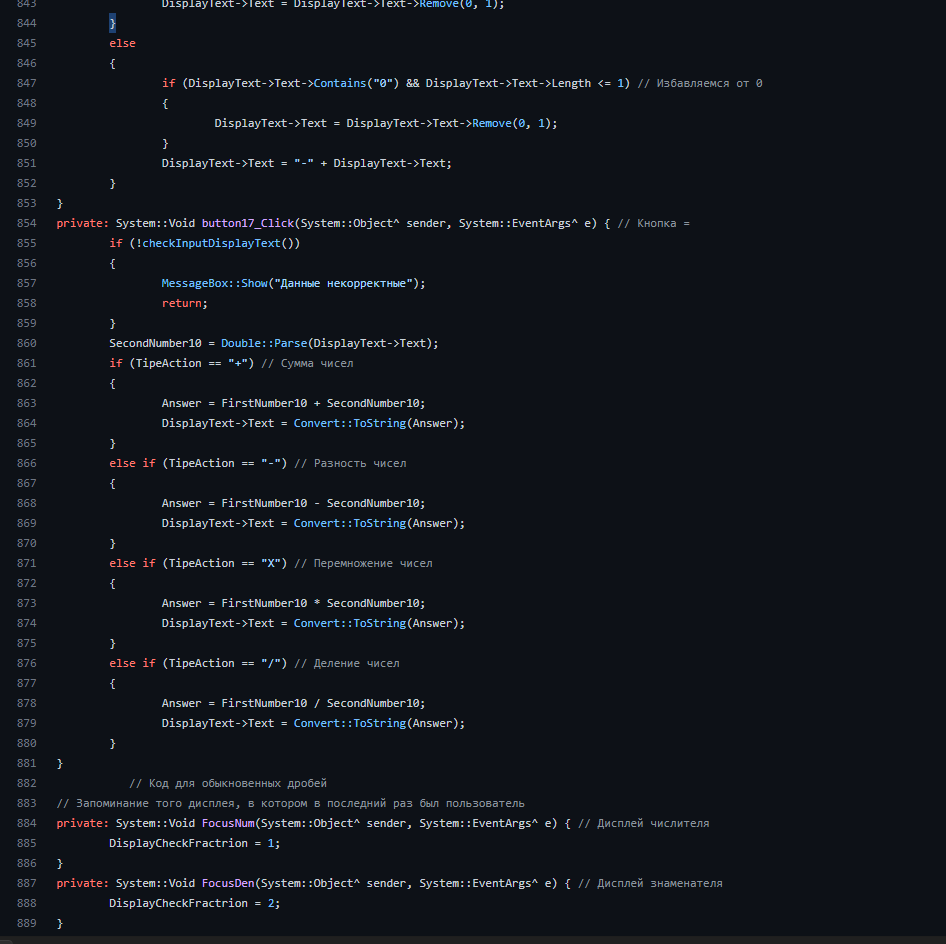 843 DisplayText->Text = DisplayText->Text->Remove(0, 1);
844 }
845 else
846 {
847 if (DisplayText->Text->Contains("0") && DisplayText->Text->Length <= 1) // Избавляемся от 0
848 {
849 DisplayText->Text = DisplayText->Text->Remove(0, 1);
850 }
851 DisplayText->Text = "-" + DisplayText->Text;
852 }
853 }
854 private: System::Void button17_Click(System::Object^ sender, System::EventArgs^ e) { // Кнопка =
855 if (!checkInputDisplayText())
856 {
857 MessageBox::Show("Данные некорректные");
858 return;
859 }
860 SecondNumber10 = Double::Parse(DisplayText->Text);
861 if (TipeAction == "+") // Сумма чисел
862 {
863 Answer = FirstNumber10 + SecondNumber10;
864 DisplayText->Text = Convert::ToString(Answer);
865 }
866 else if (TipeAction == "-") // Разность чисел
867 {
868 Answer = FirstNumber10 - SecondNumber10;
869 DisplayText->Text = Convert::ToString(Answer);
870 }
871 else if (TipeAction == "X") // Перемножение чисел
872 {
873 Answer = FirstNumber10 * SecondNumber10;
874 DisplayText->Text = Convert::ToString(Answer);
875 }
876 else if (TipeAction == "/") // Деление чисел
877 {
878 Answer = FirstNumber10 / SecondNumber10;
879 DisplayText->Text = Convert::ToString(Answer);
880 }
881 }
882 // Код для обыкновенных дробей
883 // Запоминание того дисплея, в котором в последний раз был пользователь
884 private: System::Void FocusNum(System::Object^ sender, System::EventArgs^ e) { // Дисплей числителя
885 DisplayCheckFractrion = 1;
886 }
887 private: System::Void FocusDen(System::Object^ sender, System::EventArgs^ e) { // Дисплей знаменателя
888 DisplayCheckFractrion = 2;
889 }